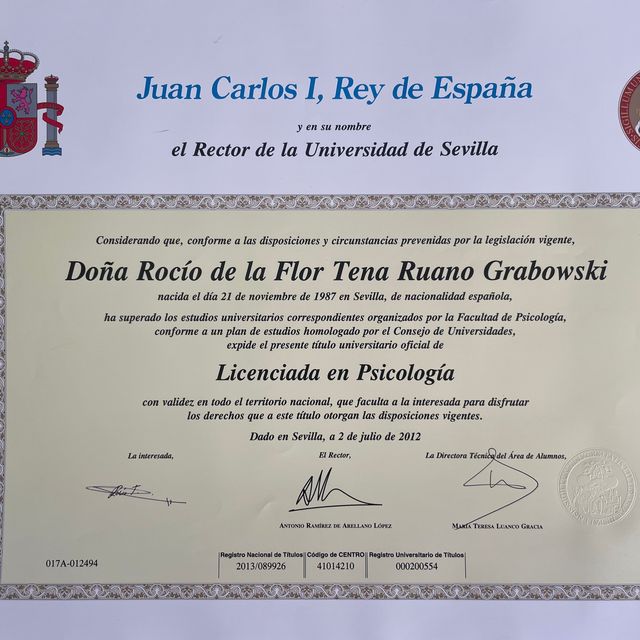 Juan Carlos I, Rey de España
y en su nombre
el Rector de la Universidad de Sevilla
Considerando que, conforme a las disposiciones y circunstancias prevenidas por la legislación vigente,
Doña Rocío de la Flor Tena Ruano Grabowski
nacida el día 21 de noviembre de 1987 en Sevilla, de nacionalidad española,
ha superado los estudios universitarios correspondientes organizados por la Facultad de Psicología,
conforme a un plan de estudios homologado por el Consejo de Universidades,
expide el presente título universitario oficial de
Licenciada en Psicología
con validez en todo el territorio nacional, que faculta a la interesada para disfrutar
los derechos que a este título otorgan las disposiciones vigentes.
Dado en Sevilla, a 2 de julio de 2012
La interesada, El Rector, La Directora Técnica del Área de Alumnos,
ANTONIO RAMÍREZ DE ARELLANO LÓPEZ MARÍA TERESA LUANCO GRACIA
Registro Nacional de Títulos Código de CENTRO Registro Universitario de Títulos
017A-012494 2013/089926 41014210 000200554